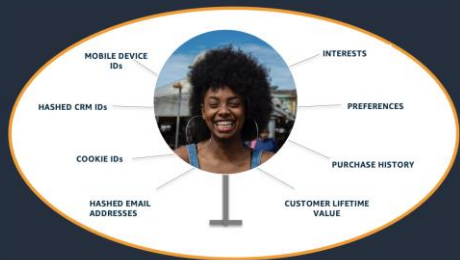 MOBILE DEVICE
IDs
HASHED CRM IDs
COOKIE IDs
HASHED EMAIL
ADDRESSES
INTERESTS
PREFERENCES
PURCHASE HISTORY
CUSTOMER LIFETIME
VALUE